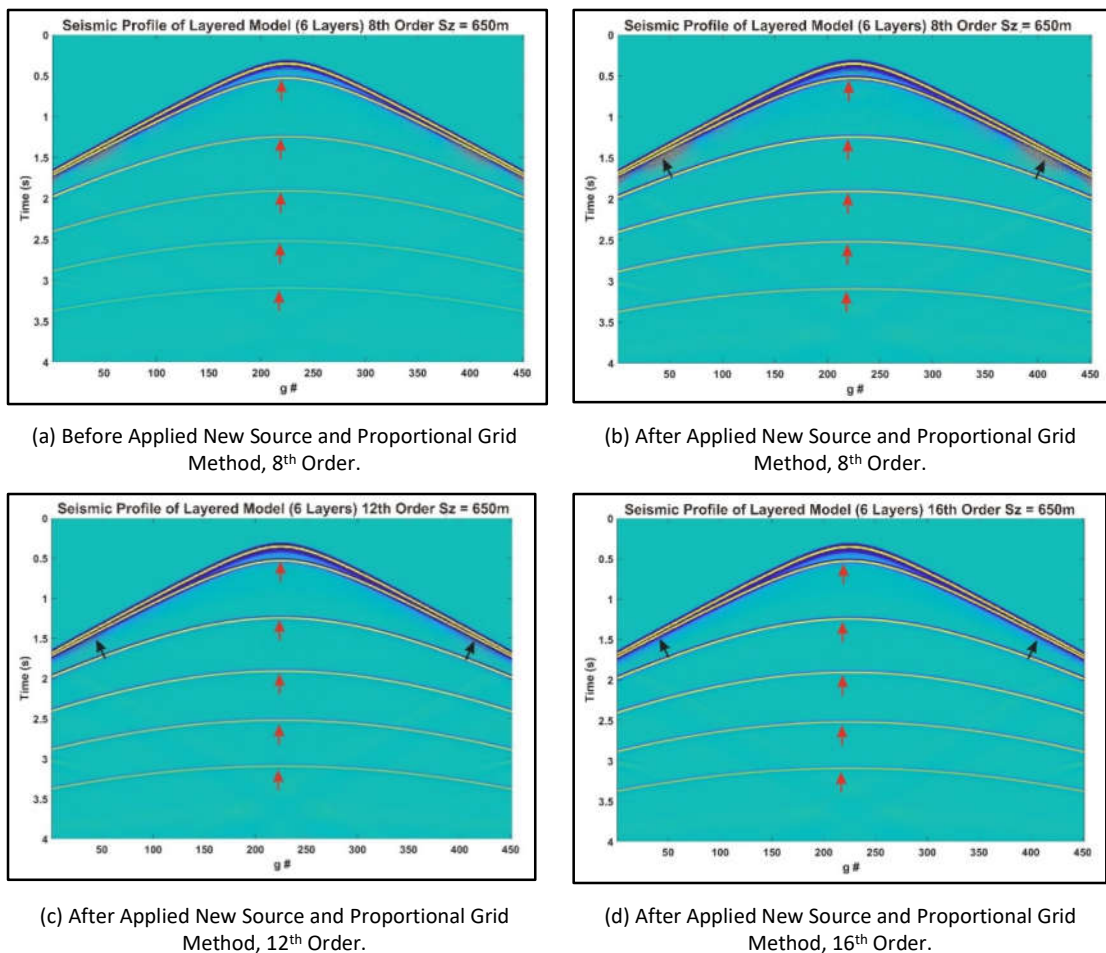 Seismic Profile of Layered Model (6 Layers) 8th Order Sz = 650m
0
0.5
1
1.5
2
2.5
3
3.5
4
Time (s)
50 100 150 200 250 300 350 400 450
g #
(a) Before Applied New Source and Proportional Grid
Method, 8th Order.
Seismic Profile of Layered Model (6 Layers) 8th Order Sz = 650m
0
0.5
1
1.5
2
2.5
3
3.5
4
Time (s)
50 100 150 200 250 300 350 400 450
g #
(b) After Applied New Source and Proportional Grid
Method, 8th Order.
Seismic Profile of Layered Model (6 Layers) 12th Order Sz = 650m
0
0.5
1
1.5
2
2.5
3
3.5
4
Time (s)
50 100 150 200 250 300 350 400 450
g #
(c) After Applied New Source and Proportional Grid
Method, 12th Order.
Seismic Profile of Layered Model (6 Layers) 16th Order Sz = 650m
0
0.5
1
1.5
2
2.5
3
3.5
4
Time (s)
50 100 150 200 250 300 350 400 450
g #
(d) After Applied New Source and Proportional Grid
Method, 16th Order.